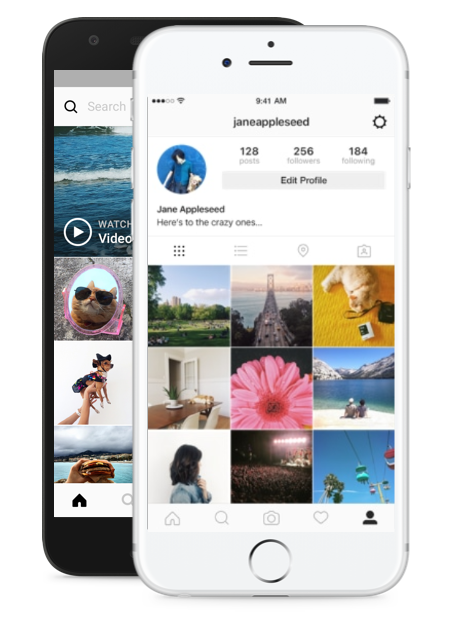 Search
WATCH
Video
9:41 AM
janeappleseed
128 256 184
posts followers following
Edit Profile
Jane Appleseed
Here's to the crazy ones...